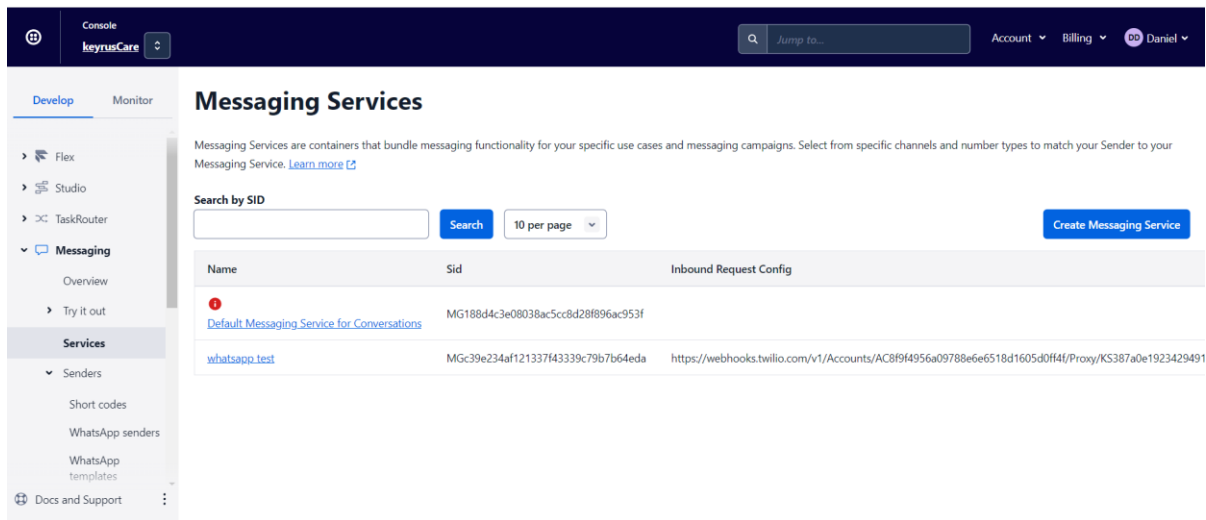 Console
keyrusCare
Jump to...
Account
Billing
DD Daniel
Develop
Monitor
Flex
Studio
TaskRouter
Messaging
Overview
Try it out
Services
Senders
Short codes
WhatsApp senders
WhatsApp
templates
Docs and Support
Messaging Services
Messaging Services are containers that bundle messaging functionality for your specific use cases and messaging campaigns. Select from specific channels and number types to match your Sender to your
Messaging Service. Learn more
Search by SID
Search
10 per page
Create Messaging Service
Name Sid Inbound Request Config
Default Messaging Service for Conversations MG188d4c3e08038ac5cc8d28f896ac953f
whatsapp test MGc39e234af121337f43339c79b7b64eda https://webhooks.twilio.com/v1/Accounts/AC8f9f4956a09788e6e6518d1605d0ff4f/Proxy/KS387a0e1923429491